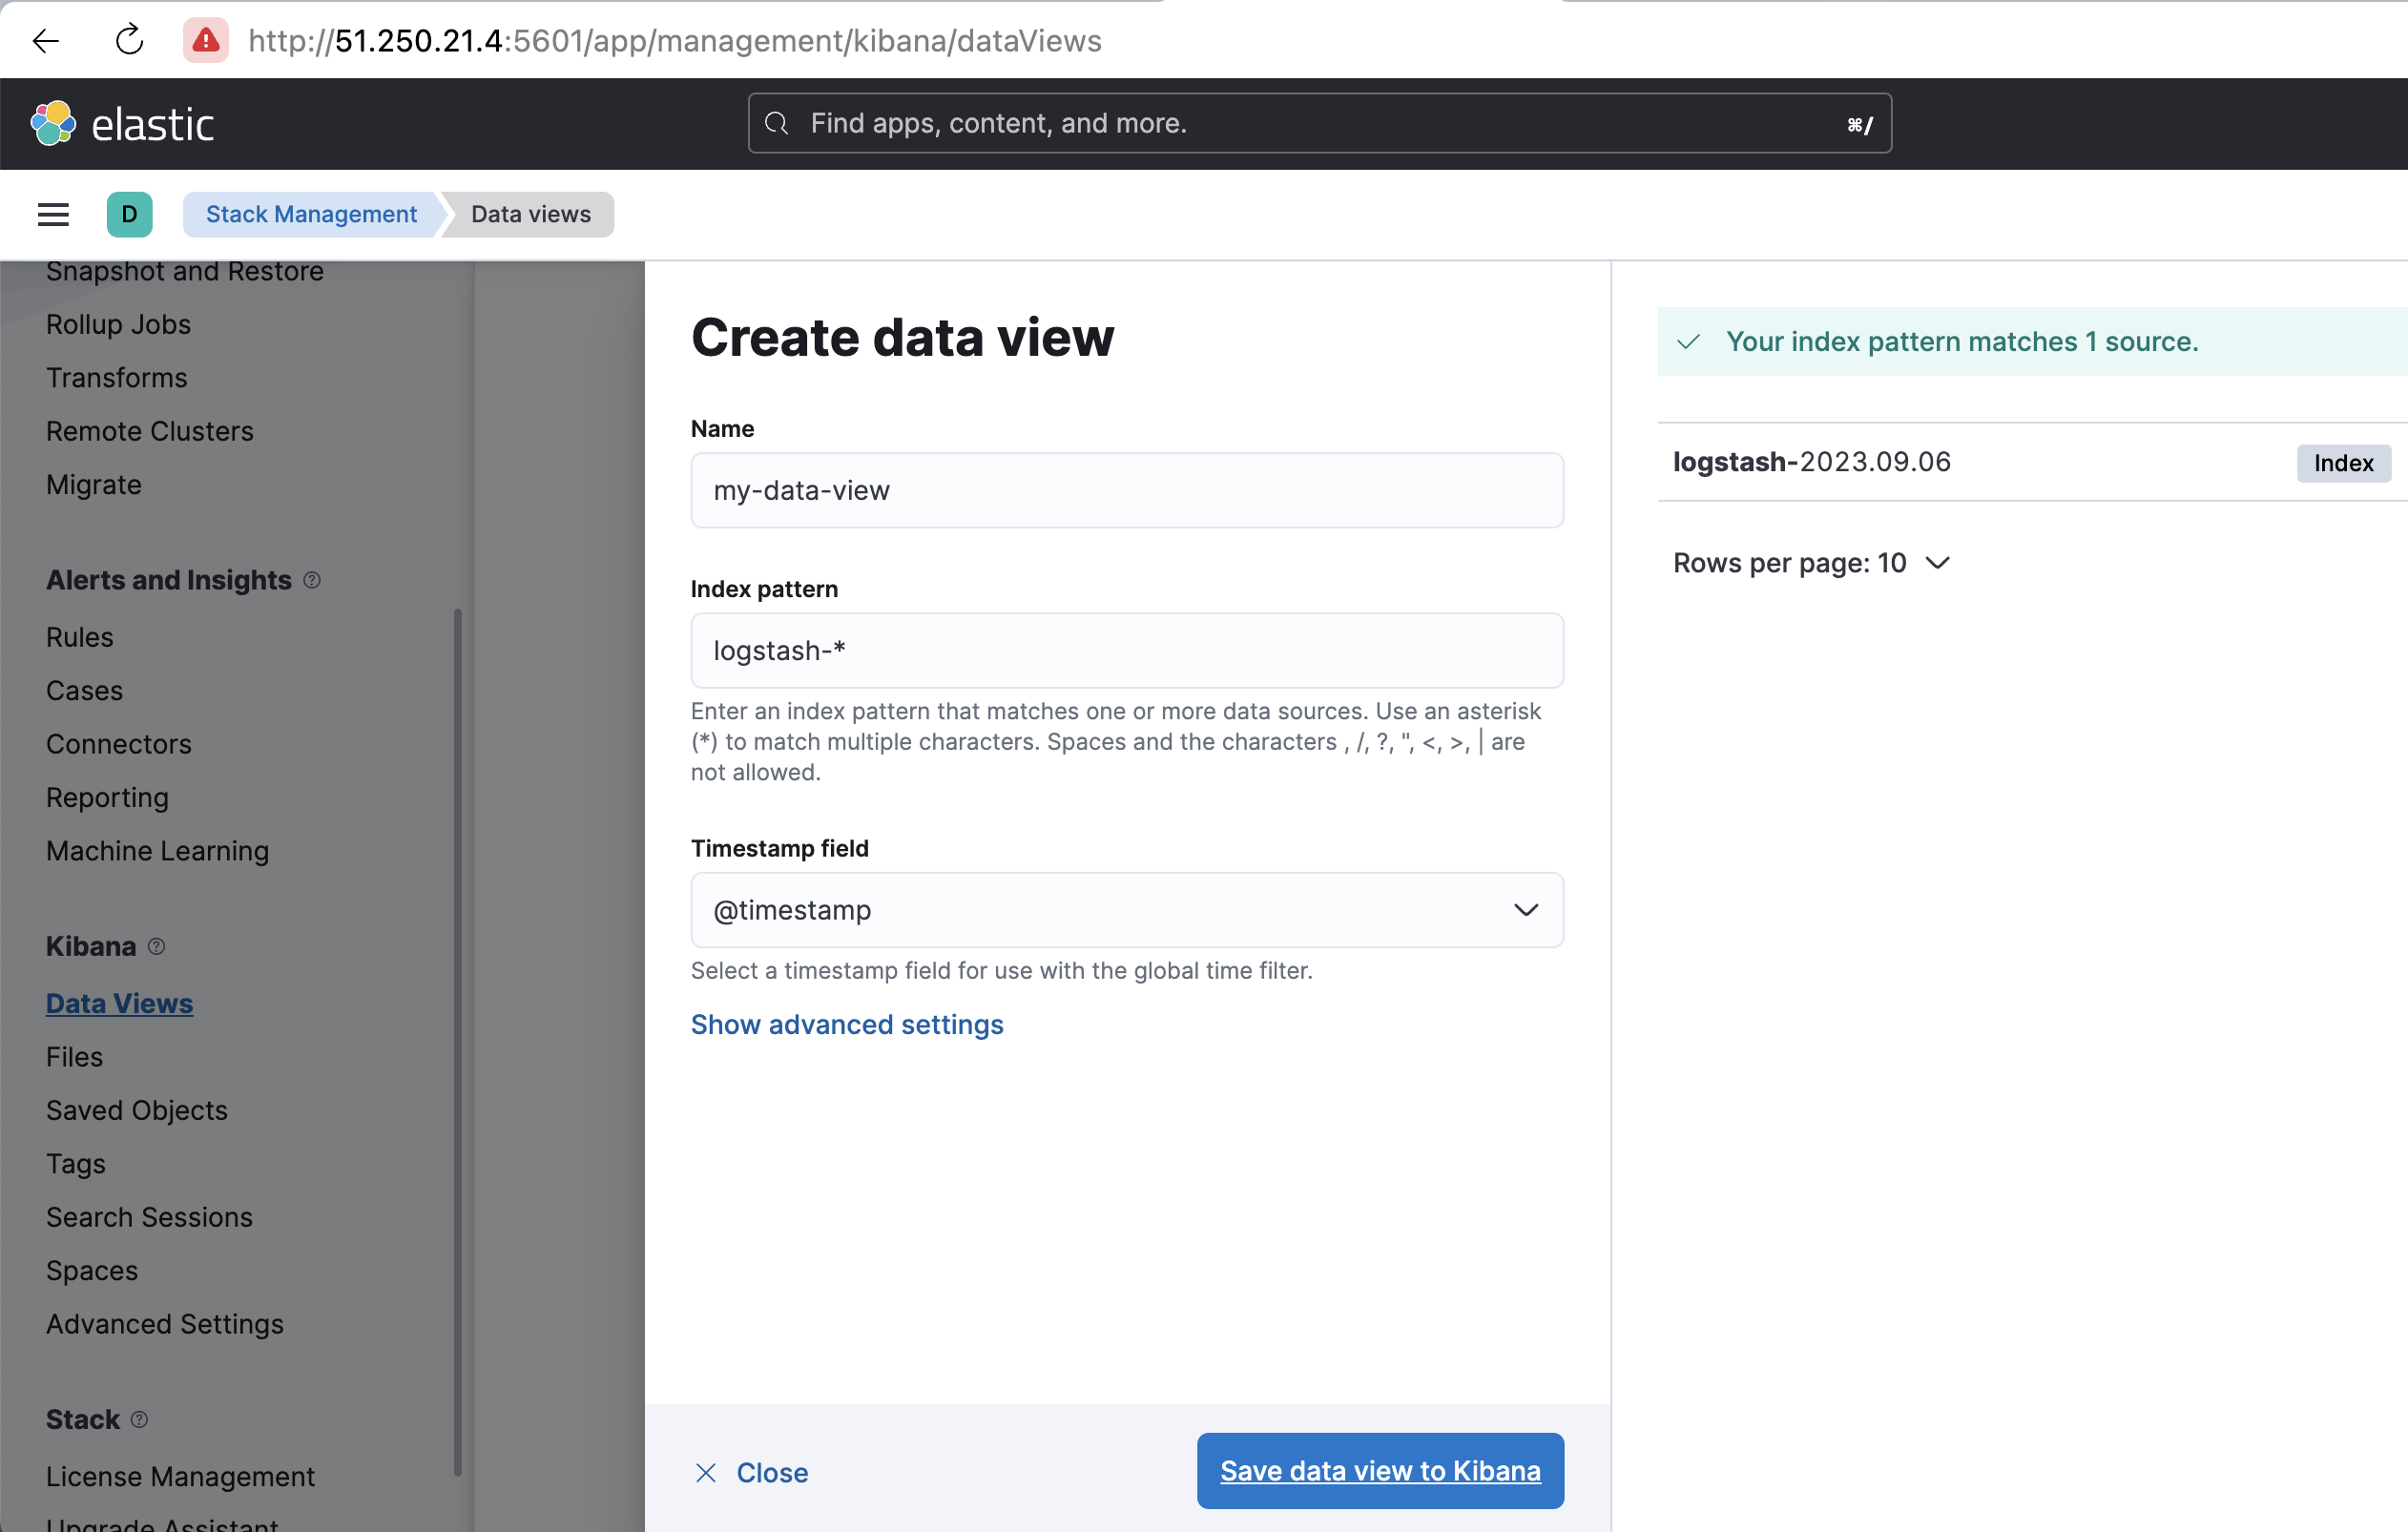 http://51.250.21.4:5601/app/management/kibana/dataViews
elastic
Find apps, content, and more.
⌘/
D
Stack Management
Data views
Snapshot and Restore
Rollup Jobs
Transforms
Remote Clusters
Migrate
Alerts and Insights
Rules
Cases
Connectors
Reporting
Machine Learning
Kibana
Data Views
Files
Saved Objects
Tags
Search Sessions
Spaces
Advanced Settings
Stack
License Management
Upgrade Assistant
Create data view
Name
my-data-view
Index pattern
logstash-*
Enter an index pattern that matches one or more data sources. Use an asterisk
(*) to match multiple characters. Spaces and the characters , /, ?, ", <, >, | are
not allowed.
Timestamp field
@timestamp
Select a timestamp field for use with the global time filter.
Show advanced settings
Close
Save data view to Kibana
Your index pattern matches 1 source.
logstash-2023.09.06
Index
Rows per page: 10